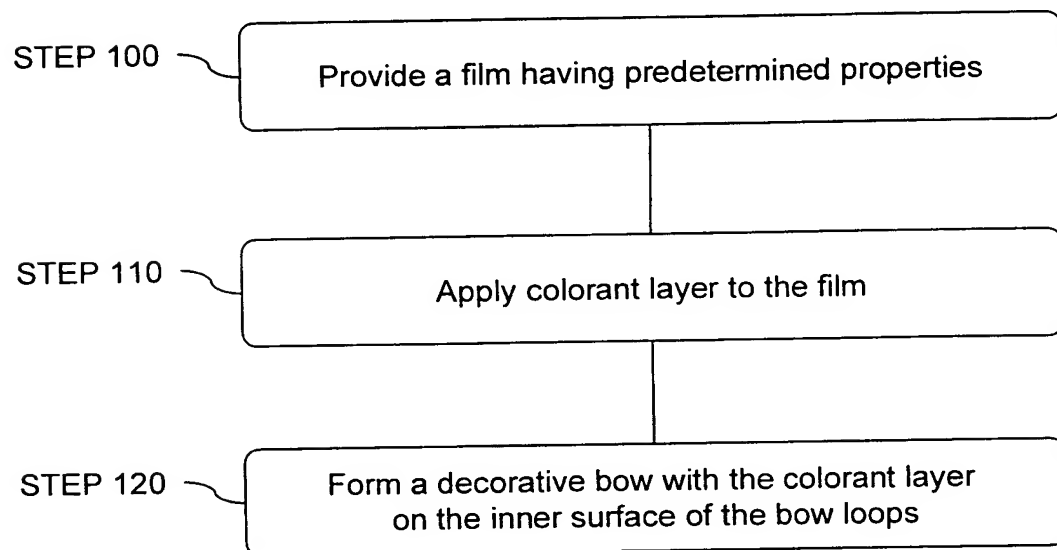 STEP 100
Provide a film having predetermined properties
STEP 110
Apply colorant layer to the film
STEP 120
Form a decorative bow with the colorant layer
on the inner surface of the bow loops